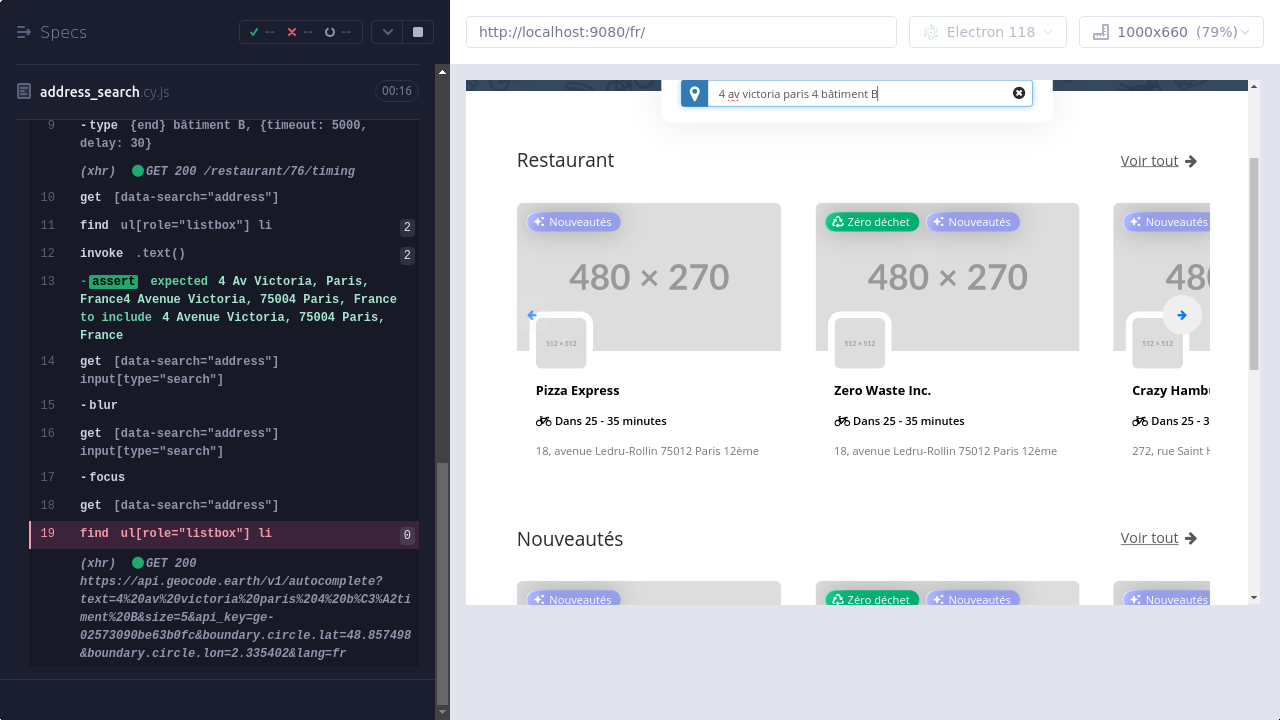 Specs
-- -- --
address_search.cy.js 00:16
9 -type {end} bâtiment B, {timeout: 5000,
delay: 30}
(xhr) GET 200 /restaurant/76/timing
10 get [data-search="address"]
11 find ul[role="listbox"] li 2
12 invoke .text() 2
13 -assert expected 4 Av Victoria, Paris,
France4 Avenue Victoria, 75004 Paris, France
to include 4 Avenue Victoria, 75004 Paris,
France
14 get [data-search="address"]
input[type="search"]
15 -blur
16 get [data-search="address"]
input[type="search"]
17 -focus
18 get [data-search="address"]
19 find ul[role="listbox"] li 0
(xhr) GET 200
https://api.geocode.earth/v1/autocomplete?
text=4%20av%20victoria%20paris%204%20b%C3%A2ti
ment%20B&size=5&api_key=ge-
02573090be63b0fc&boundary.circle.lat=48.857498
&boundary.circle.lon=2.335402&lang=fr
http://localhost:9080/fr/
Electron 118
1000x660 (79%)
4 av victoria paris 4 bâtiment B
Restaurant Voir tout
Nouveautés Zéro déchet Nouveautés Nouveautés
480 × 270 480 × 270 480
512 × 512 512 × 512 512 × 512
Pizza Express Zero Waste Inc. Crazy Hambu
Dans 25 - 35 minutes Dans 25 - 35 minutes Dans 25 - 3
18, avenue Ledru-Rollin 75012 Paris 12ème 18, avenue Ledru-Rollin 75012 Paris 12ème 272, rue Saint H
Nouveautés Voir tout
Nouveautés Zéro déchet Nouveautés Nouveautés